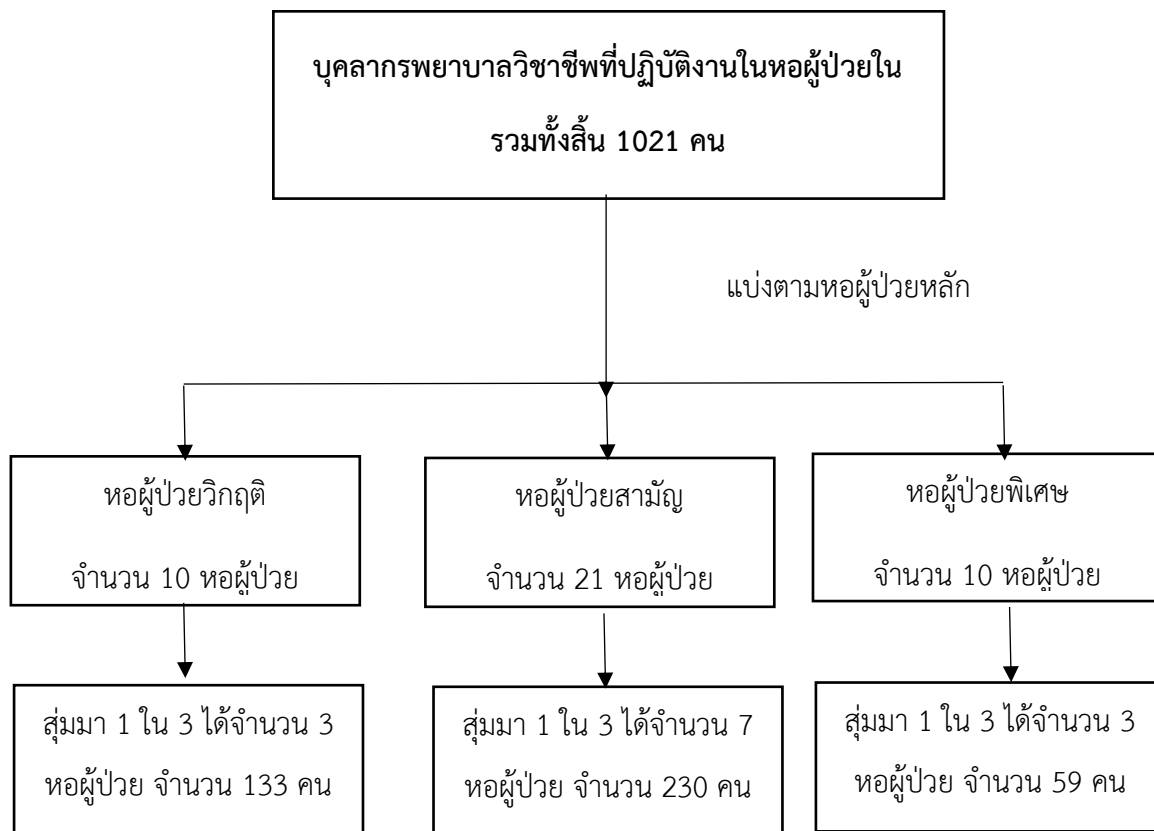 บุคลากรพยาบาลวิชาชีพที่ปฏิบัติงานในหอผู้ป่วยใน
รวมทั้งสิ้น 1021 คน
แบ่งตามหอผู้ป่วยหลัก
หอผู้ป่วยวิกฤติ
จำนวน 10 หอผู้ป่วย
หอผู้ป่วยสามัญ
จำนวน 21 หอผู้ป่วย
หอผู้ป่วยพิเศษ
จำนวน 10 หอผู้ป่วย
สุ่มมา 1 ใน 3 ได้จำนวน 3
หอผู้ป่วย จำนวน 133 คน
สุ่มมา 1 ใน 3 ได้จำนวน 7
หอผู้ป่วย จำนวน 230 คน
สุ่มมา 1 ใน 3 ได้จำนวน 3
หอผู้ป่วย จำนวน 59 คน